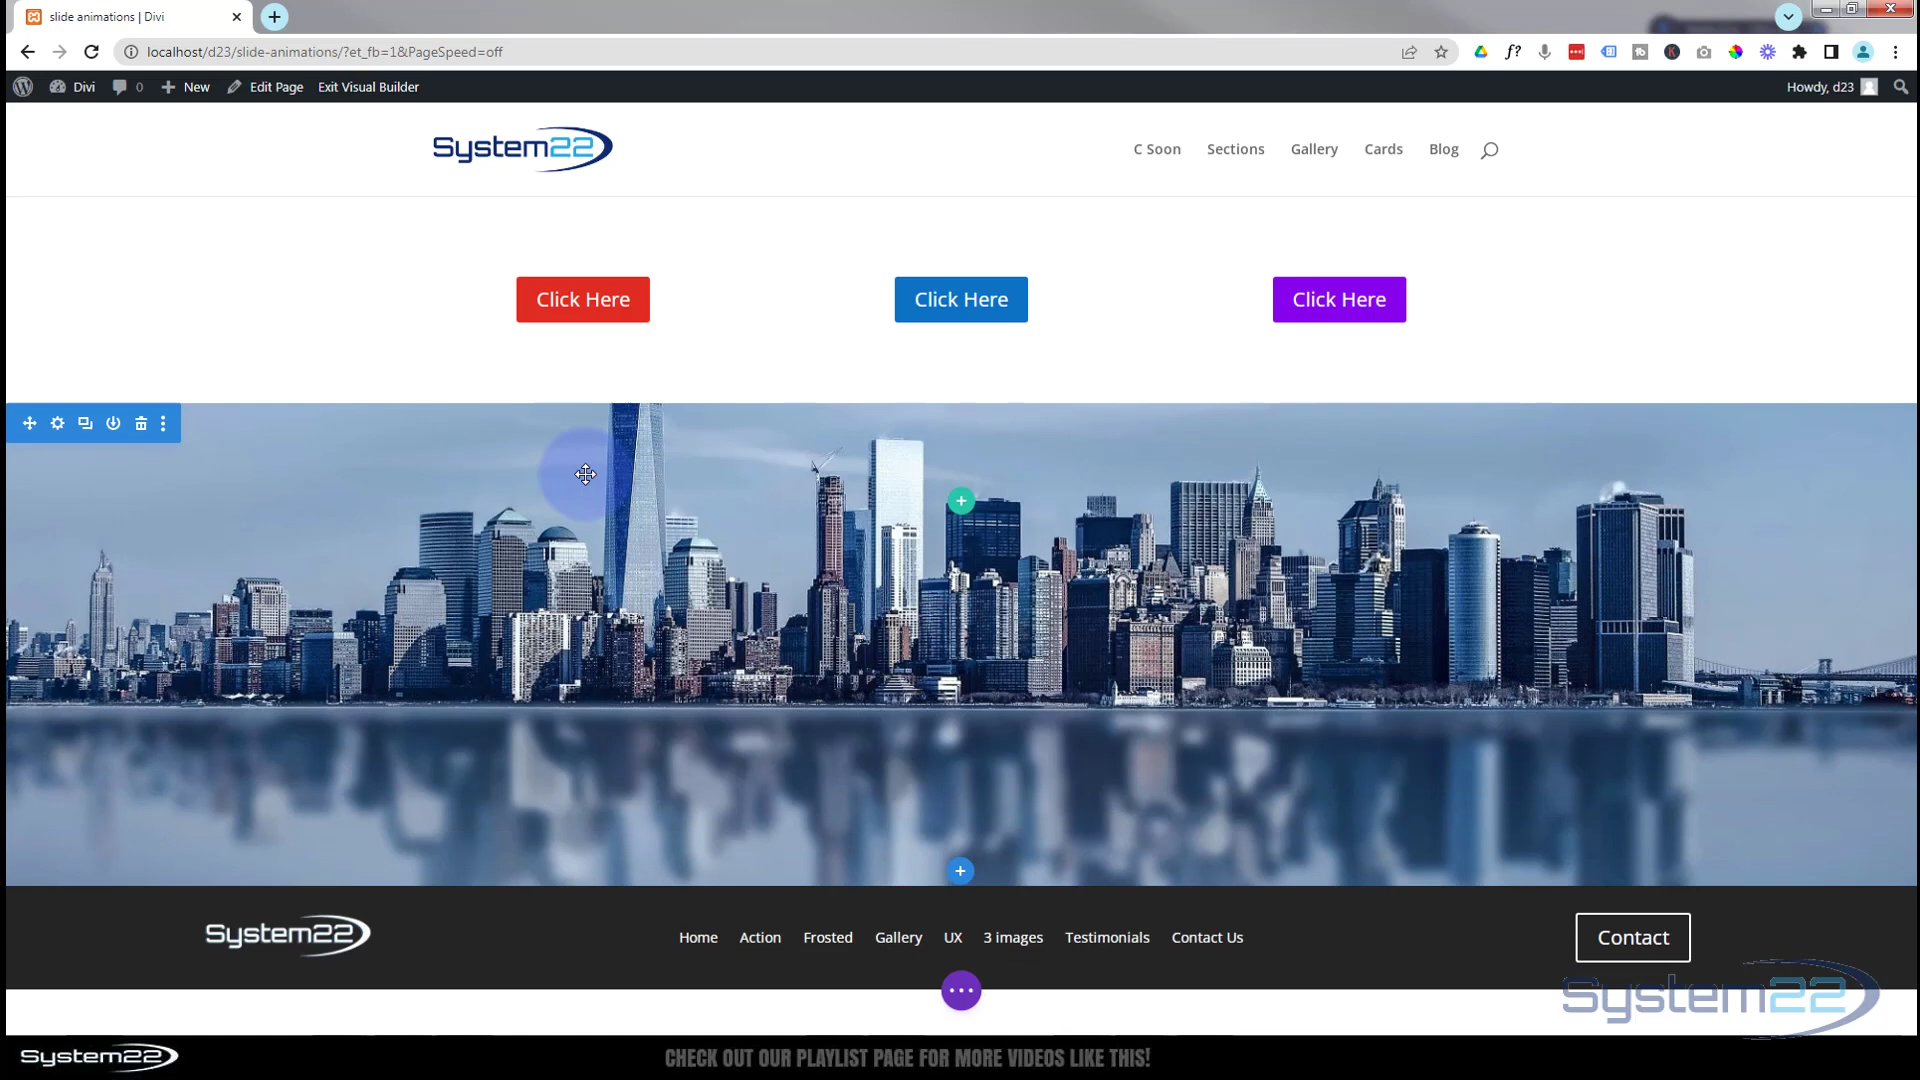 slide animations | Divi
localhost/d23/slide-animations/?et_fb=1&PageSpeed=off
Divi 0 New Edit Page Exit Visual Builder Howdy, d23
System22 C Soon Sections Gallery Cards Blog
Click Here Click Here Click Here
System22 Home Action Frosted Gallery UX 3 images Testimonials Contact Us Contact
System22
System22 CHECK OUT OUR PLAYLIST PAGE FOR MORE VIDEOS LIKE THIS!